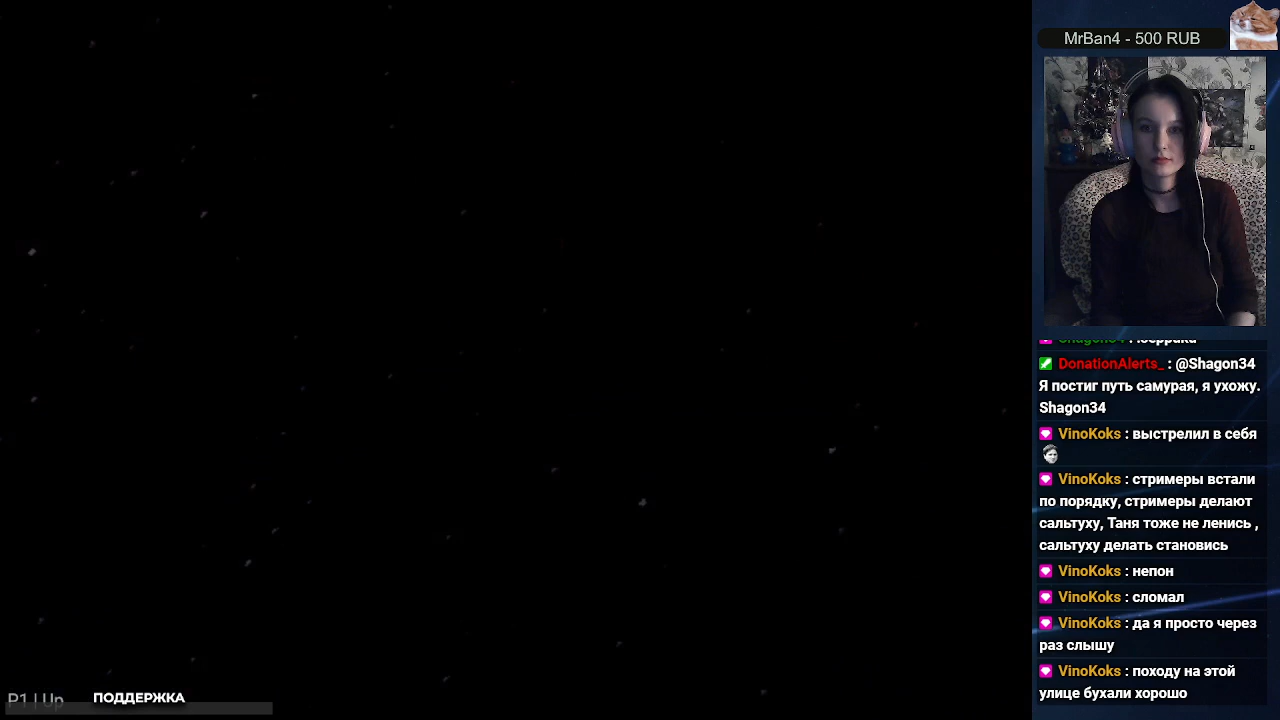 MrBan4 - 500 RUB
DonationAlerts_ : @Shagon34
Я постиг путь самурая, я ухожу.
Shagon34
VinoKoks : выстрелил в себя
VinoKoks : стримеры встали
по порядку, стримеры делают
сальтуху, Таня тоже не ленись ,
сальтуху делать становись
VinoKoks : непон
VinoKoks : сломал
VinoKoks : да я просто через
раз слышу
VinoKoks : походу на этой
улице бухали хорошо
P1 | Up
ПОДДЕРЖКА